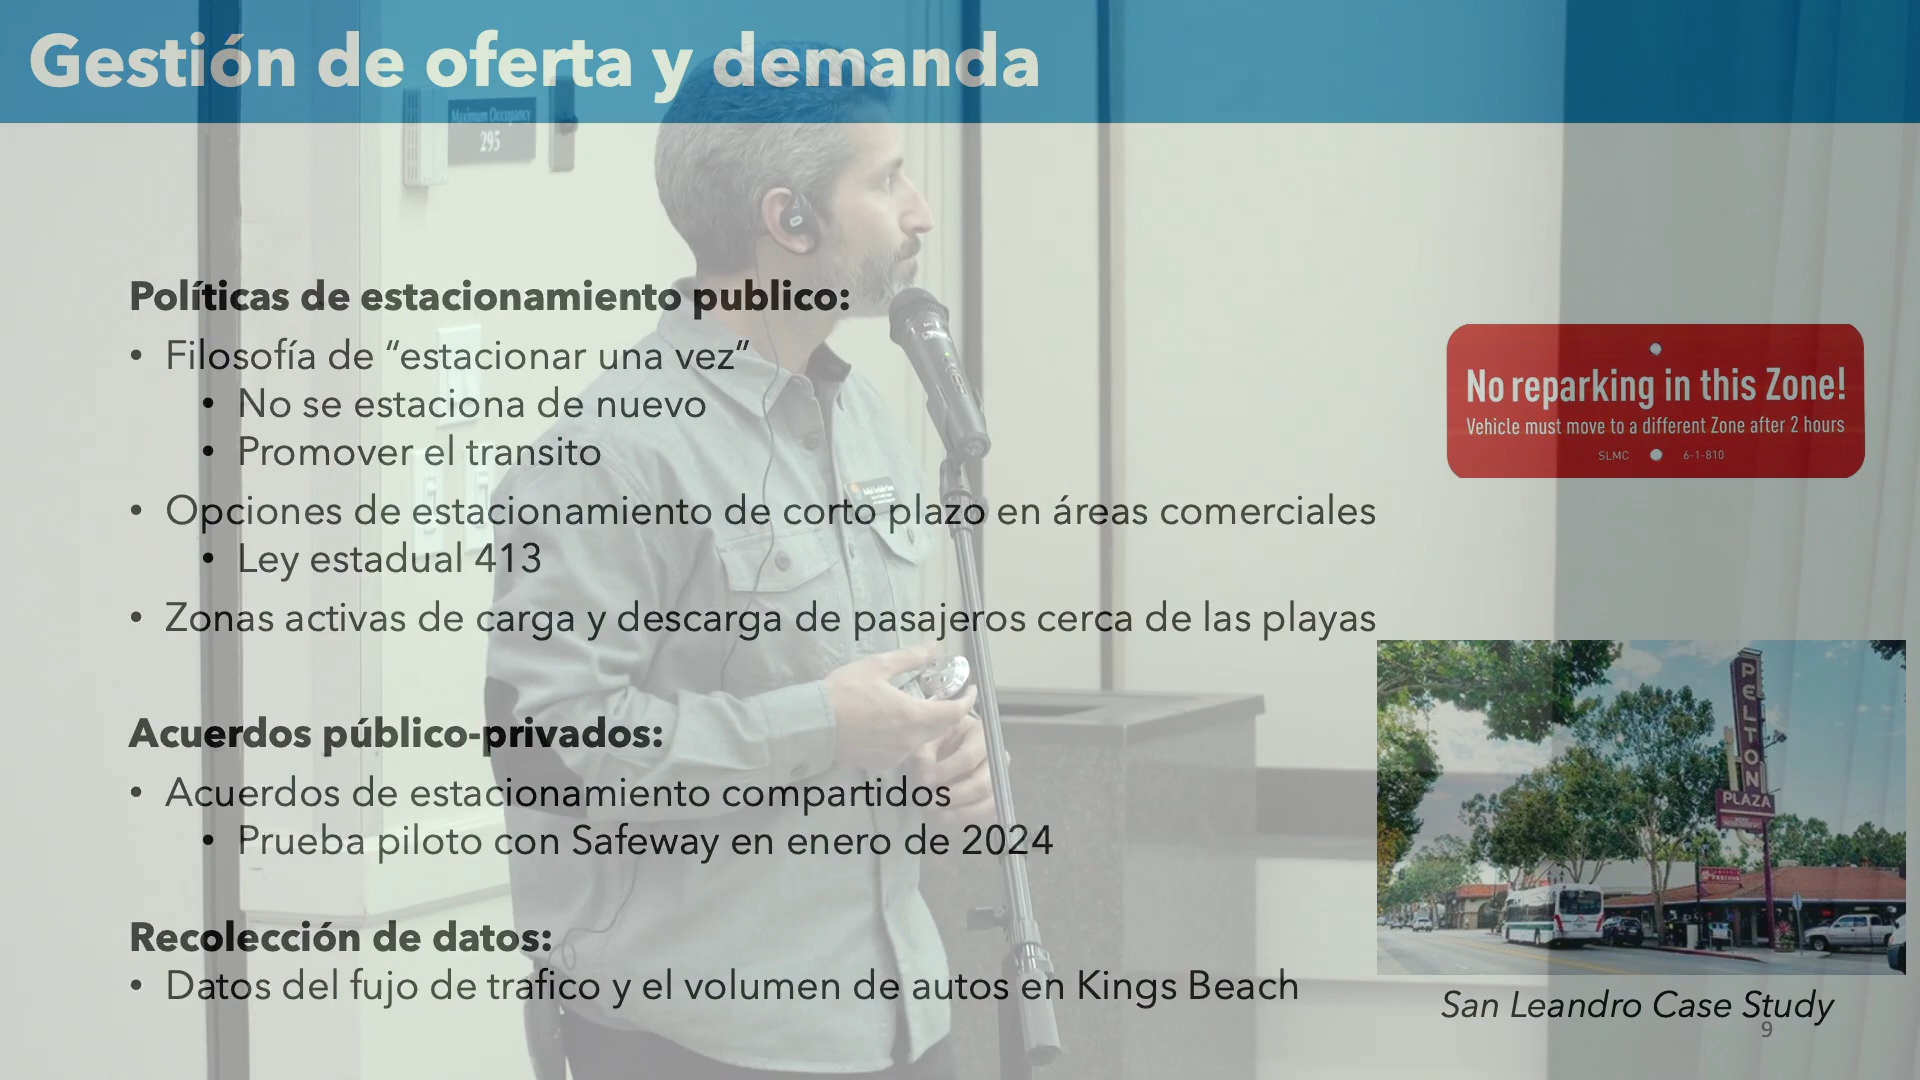 Gestión de oferta y demanda
Maximum Occupancy
295
Políticas de estacionamiento publico:
• Filosofía de “estacionar una vez”
• No se estaciona de nuevo
• Promover el transito
• Opciones de estacionamiento de corto plazo en áreas comerciales
• Ley estadual 413
• Zonas activas de carga y descarga de pasajeros cerca de las playas
Acuerdos público-privados:
• Acuerdos de estacionamiento compartidos
• Prueba piloto con Safeway en enero de 2024
Recolección de datos:
• Datos del fujo de trafico y el volumen de autos en Kings Beach
No reparking in this Zone!
Vehicle must move to a different Zone after 2 hours
SLMC 6-1-810
PELTON
PLAZA
San Leandro Case Study
9